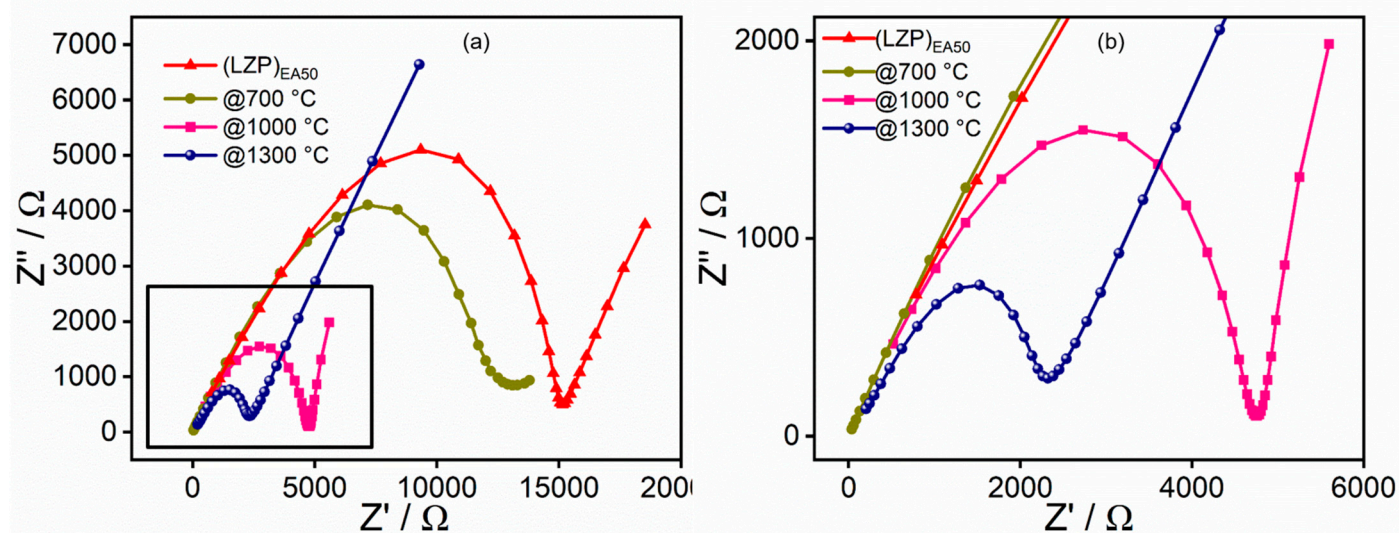 (a)
(LZP)EA50
@700 °C
@1000 °C
@1300 °C
7000
6000
5000
4000
3000
2000
1000
0
Z'' / Ω
0 5000 10000 15000 2000
Z' / Ω
(b)
(LZP)EA50
@700 °C
@1000 °C
@1300 °C
2000
1000
0
Z'' / Ω
0 2000 4000 6000
Z' / Ω